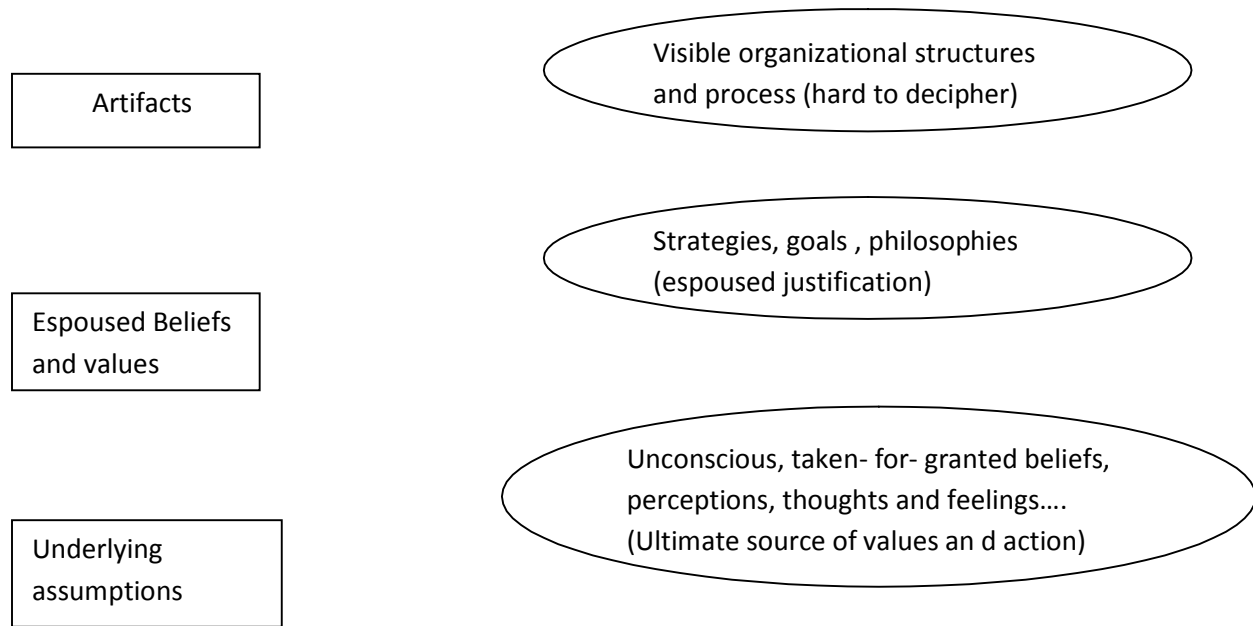 Artifacts
Visible organizational structures
and process (hard to decipher)
Espoused Beliefs
and values
Strategies, goals , philosophies
(espoused justification)
Underlying
assumptions
Unconscious, taken- for- granted beliefs,
perceptions, thoughts and feelings….
(Ultimate source of values an d action)